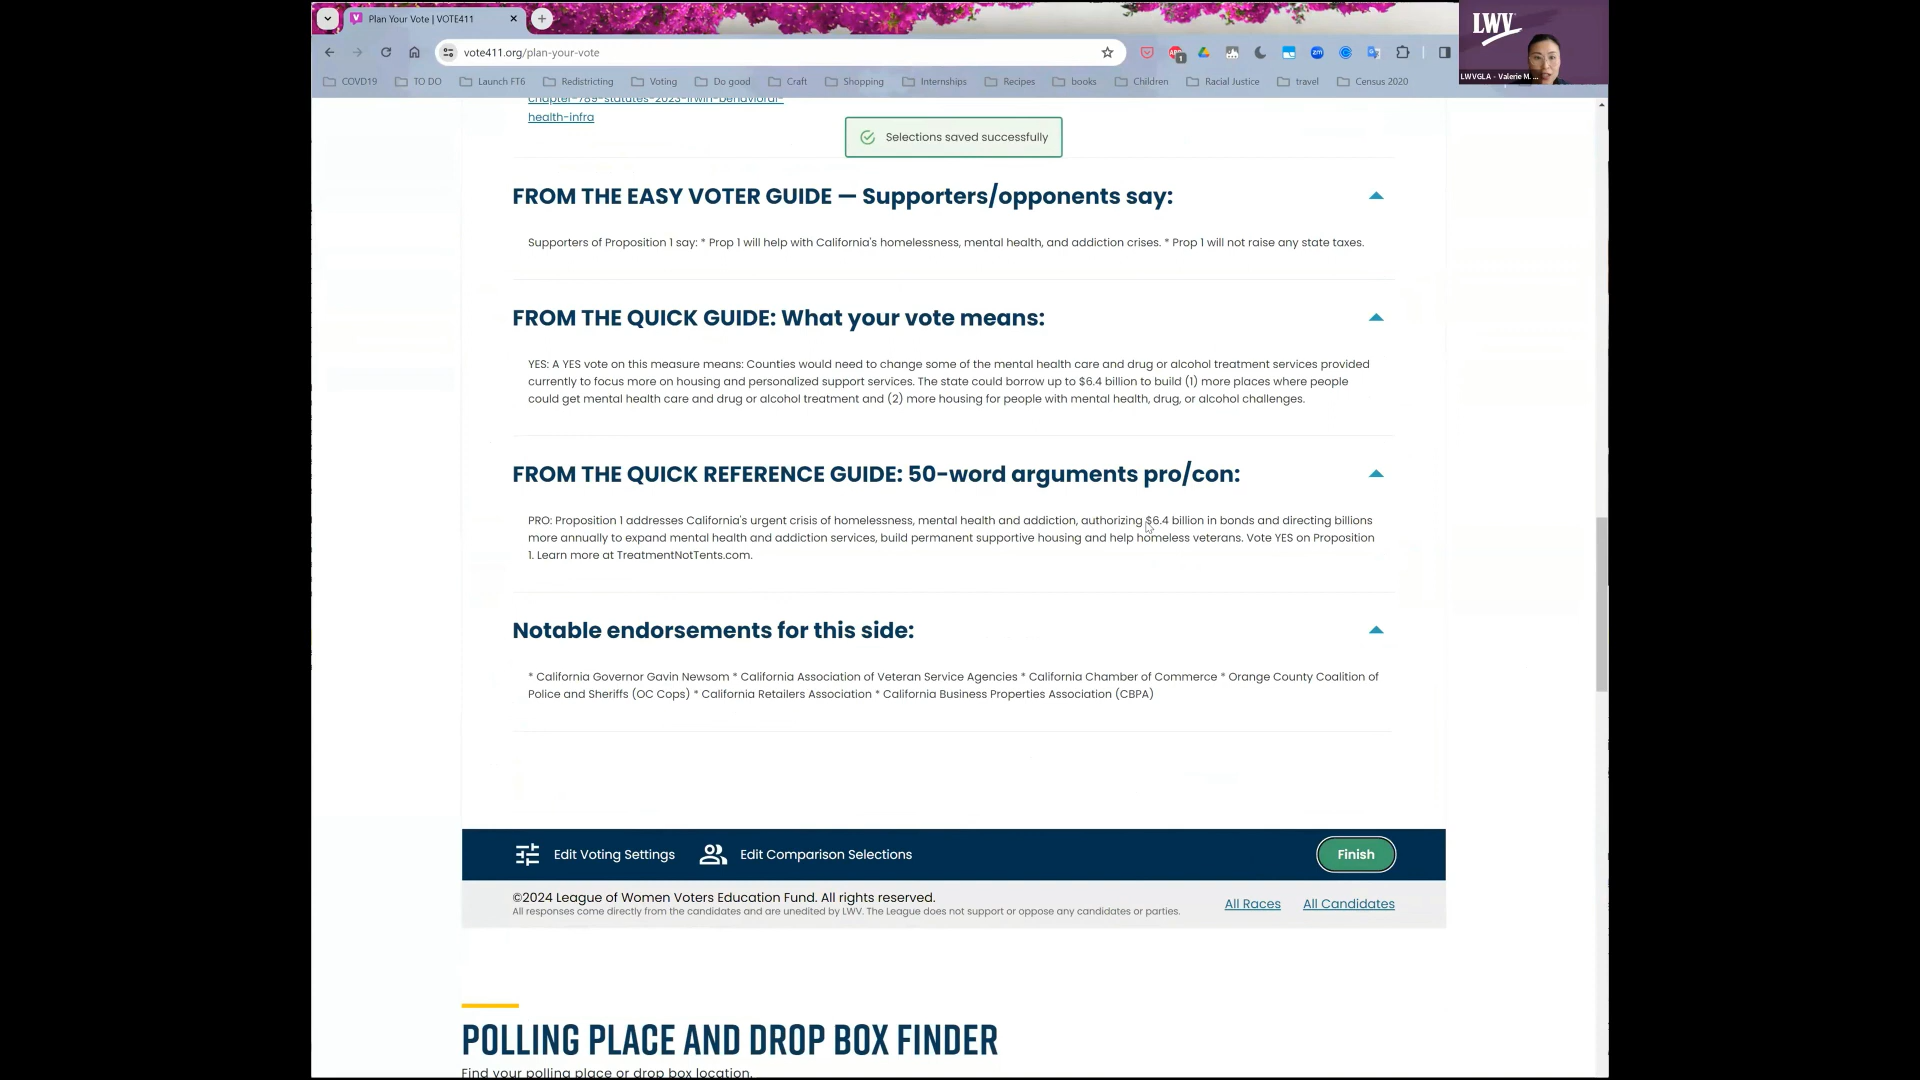 Plan Your Vote | VOTE411
vote411.org/plan-your-vote
LWV
LWVGLA - Valerie M. ...
COVD19 TO DO Launch FT6 Redistricting Voting Do good Craft Shopping Internships Recipes books Children Racial Justice travel Census 2020
chapter-789-statutes-2023-irwin-behavioral-
health-infra
Selections saved successfully
FROM THE EASY VOTER GUIDE — Supporters/opponents say:
Supporters of Proposition 1 say: * Prop 1 will help with California's homelessness, mental health, and addiction crises. * Prop 1 will not raise any state taxes.
FROM THE QUICK GUIDE: What your vote means:
YES: A YES vote on this measure means: Counties would need to change some of the mental health care and drug or alcohol treatment services provided
currently to focus more on housing and personalized support services. The state could borrow up to $6.4 billion to build (1) more places where people
could get mental health care and drug or alcohol treatment and (2) more housing for people with mental health, drug, or alcohol challenges.
FROM THE QUICK REFERENCE GUIDE: 50-word arguments pro/con:
PRO: Proposition 1 addresses California's urgent crisis of homelessness, mental health and addiction, authorizing $6.4 billion in bonds and directing billions
more annually to expand mental health and addiction services, build permanent supportive housing and help homeless veterans. Vote YES on Proposition
1. Learn more at TreatmentNotTents.com.
Notable endorsements for this side:
* California Governor Gavin Newsom * California Association of Veteran Service Agencies * California Chamber of Commerce * Orange County Coalition of
Police and Sheriffs (OC Cops) * California Retailers Association * California Business Properties Association (CBPA)
Edit Voting Settings Edit Comparison Selections Finish
©2024 League of Women Voters Education Fund. All rights reserved.
All responses come directly from the candidates and are unedited by LWV. The League does not support or oppose any candidates or parties.
All Races All Candidates
POLLING PLACE AND DROP BOX FINDER
Find your polling place or drop box location.